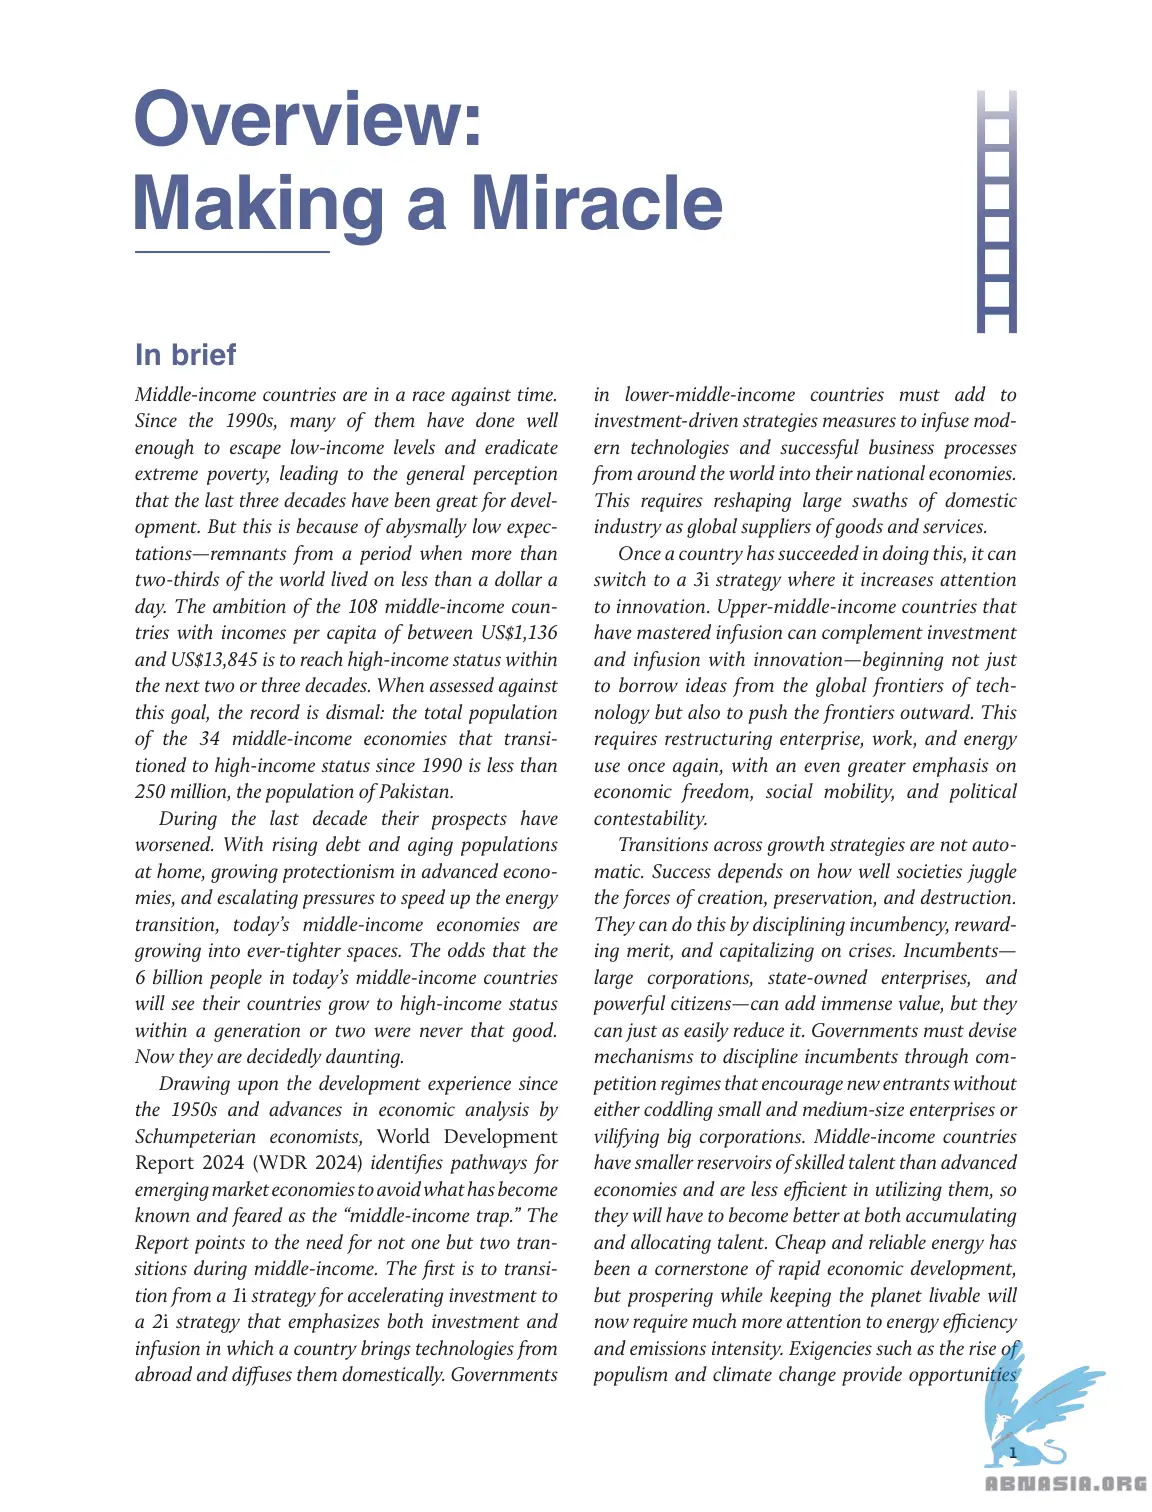 Overview:
Making a Miracle
In brief
Middle-income countries are in a race against time.
Since the 1990s, many of them have done well
enough to escape low-income levels and eradicate
extreme poverty, leading to the general perception
that the last three decades have been great for devel-
opment. But this is because of abysmally low expec-
tations—remnants from a period when more than
two-thirds of the world lived on less than a dollar a
day. The ambition of the 108 middle-income coun-
tries with incomes per capita of between US$1,136
and US$13,845 is to reach high-income status within
the next two or three decades. When assessed against
this goal, the record is dismal: the total population
of the 34 middle-income economies that transi-
tioned to high-income status since 1990 is less than
250 million, the population of Pakistan.
During the last decade their prospects have
worsened. With rising debt and aging populations
at home, growing protectionism in advanced econo-
mies, and escalating pressures to speed up the energy
transition, today’s middle-income economies are
growing into ever-tighter spaces. The odds that the
6 billion people in today’s middle-income countries
will see their countries grow to high-income status
within a generation or two were never that good.
Now they are decidedly daunting.
Drawing upon the development experience since
the 1950s and advances in economic analysis by
Schumpeterian economists, World Development
Report 2024 (WDR 2024) identifies pathways for
emerging market economies to avoid what has become
known and feared as the “middle-income trap.” The
Report points to the need for not one but two tran-
sitions during middle-income. The first is to transi-
tion from a 1i strategy for accelerating investment to
a 2i strategy that emphasizes both investment and
infusion in which a country brings technologies from
abroad and diffuses them domestically. Governments
in lower-middle-income countries must add to
investment-driven strategies measures to infuse mod-
ern technologies and successful business processes
from around the world into their national economies.
This requires reshaping large swaths of domestic
industry as global suppliers of goods and services.
Once a country has succeeded in doing this, it can
switch to a 3i strategy where it increases attention
to innovation. Upper-middle-income countries that
have mastered infusion can complement investment
and infusion with innovation—beginning not just
to borrow ideas from the global frontiers of tech-
nology but also to push the frontiers outward. This
requires restructuring enterprise, work, and energy
use once again, with an even greater emphasis on
economic freedom, social mobility, and political
contestability.
Transitions across growth strategies are not auto-
matic. Success depends on how well societies juggle
the forces of creation, preservation, and destruction.
They can do this by disciplining incumbency, reward-
ing merit, and capitalizing on crises. Incumbents—
large corporations, state-owned enterprises, and
powerful citizens—can add immense value, but they
can just as easily reduce it. Governments must devise
mechanisms to discipline incumbents through com-
petition regimes that encourage new entrants without
either coddling small and medium-size enterprises or
vilifying big corporations. Middle-income countries
have smaller reservoirs of skilled talent than advanced
economies and are less efficient in utilizing them, so
they will have to become better at both accumulating
and allocating talent. Cheap and reliable energy has
been a cornerstone of rapid economic development,
but prospering while keeping the planet livable will
now require much more attention to energy efficiency
and emissions intensity. Exigencies such as the rise of
populism and climate change provide opportunities
1
ABNASIA.ORG